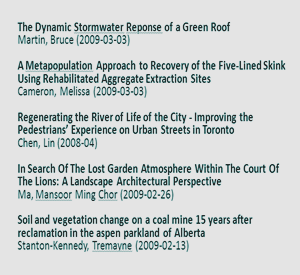 The Dynamic Stormwater Reponse of a Green Roof
Martin, Bruce (2009-03-03)
A Metapopulation Approach to Recovery of the Five-Lined Skink
Using Rehabilitated Aggregate Extraction Sites
Cameron, Melissa (2009-03-03)
Regenerating the River of Life of the City - Improving the
Pedestrians' Experience on Urban Streets in Toronto
Chen, Lin (2008-04)
In Search Of The Lost Garden Atmosphere Within The Court Of
The Lions: A Landscape Architectural Perspective
Ma, Mansoor Ming Chor (2009-02-26)
Soil and vegetation change on a coal mine 15 years after
reclamation in the aspen parkland of Alberta
Stanton-Kennedy, Tremayne (2009-02-13)